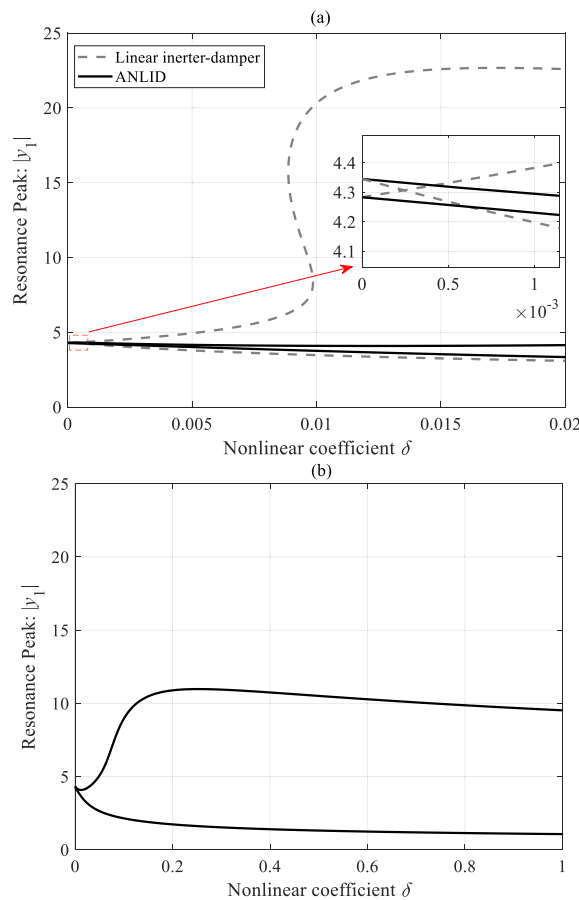 (a)
25
20
15
10
5
0
Resonance Peak: |y1|
Linear inerter-damper
ANLID
4.4
4.3
4.2
4.1
0 0.5 1
×10-3
0 0.005 0.01 0.015 0.02
Nonlinear coefficient δ
(b)
25
20
15
10
5
0
Resonance Peak: |y1|
0 0.2 0.4 0.6 0.8 1
Nonlinear coefficient δ